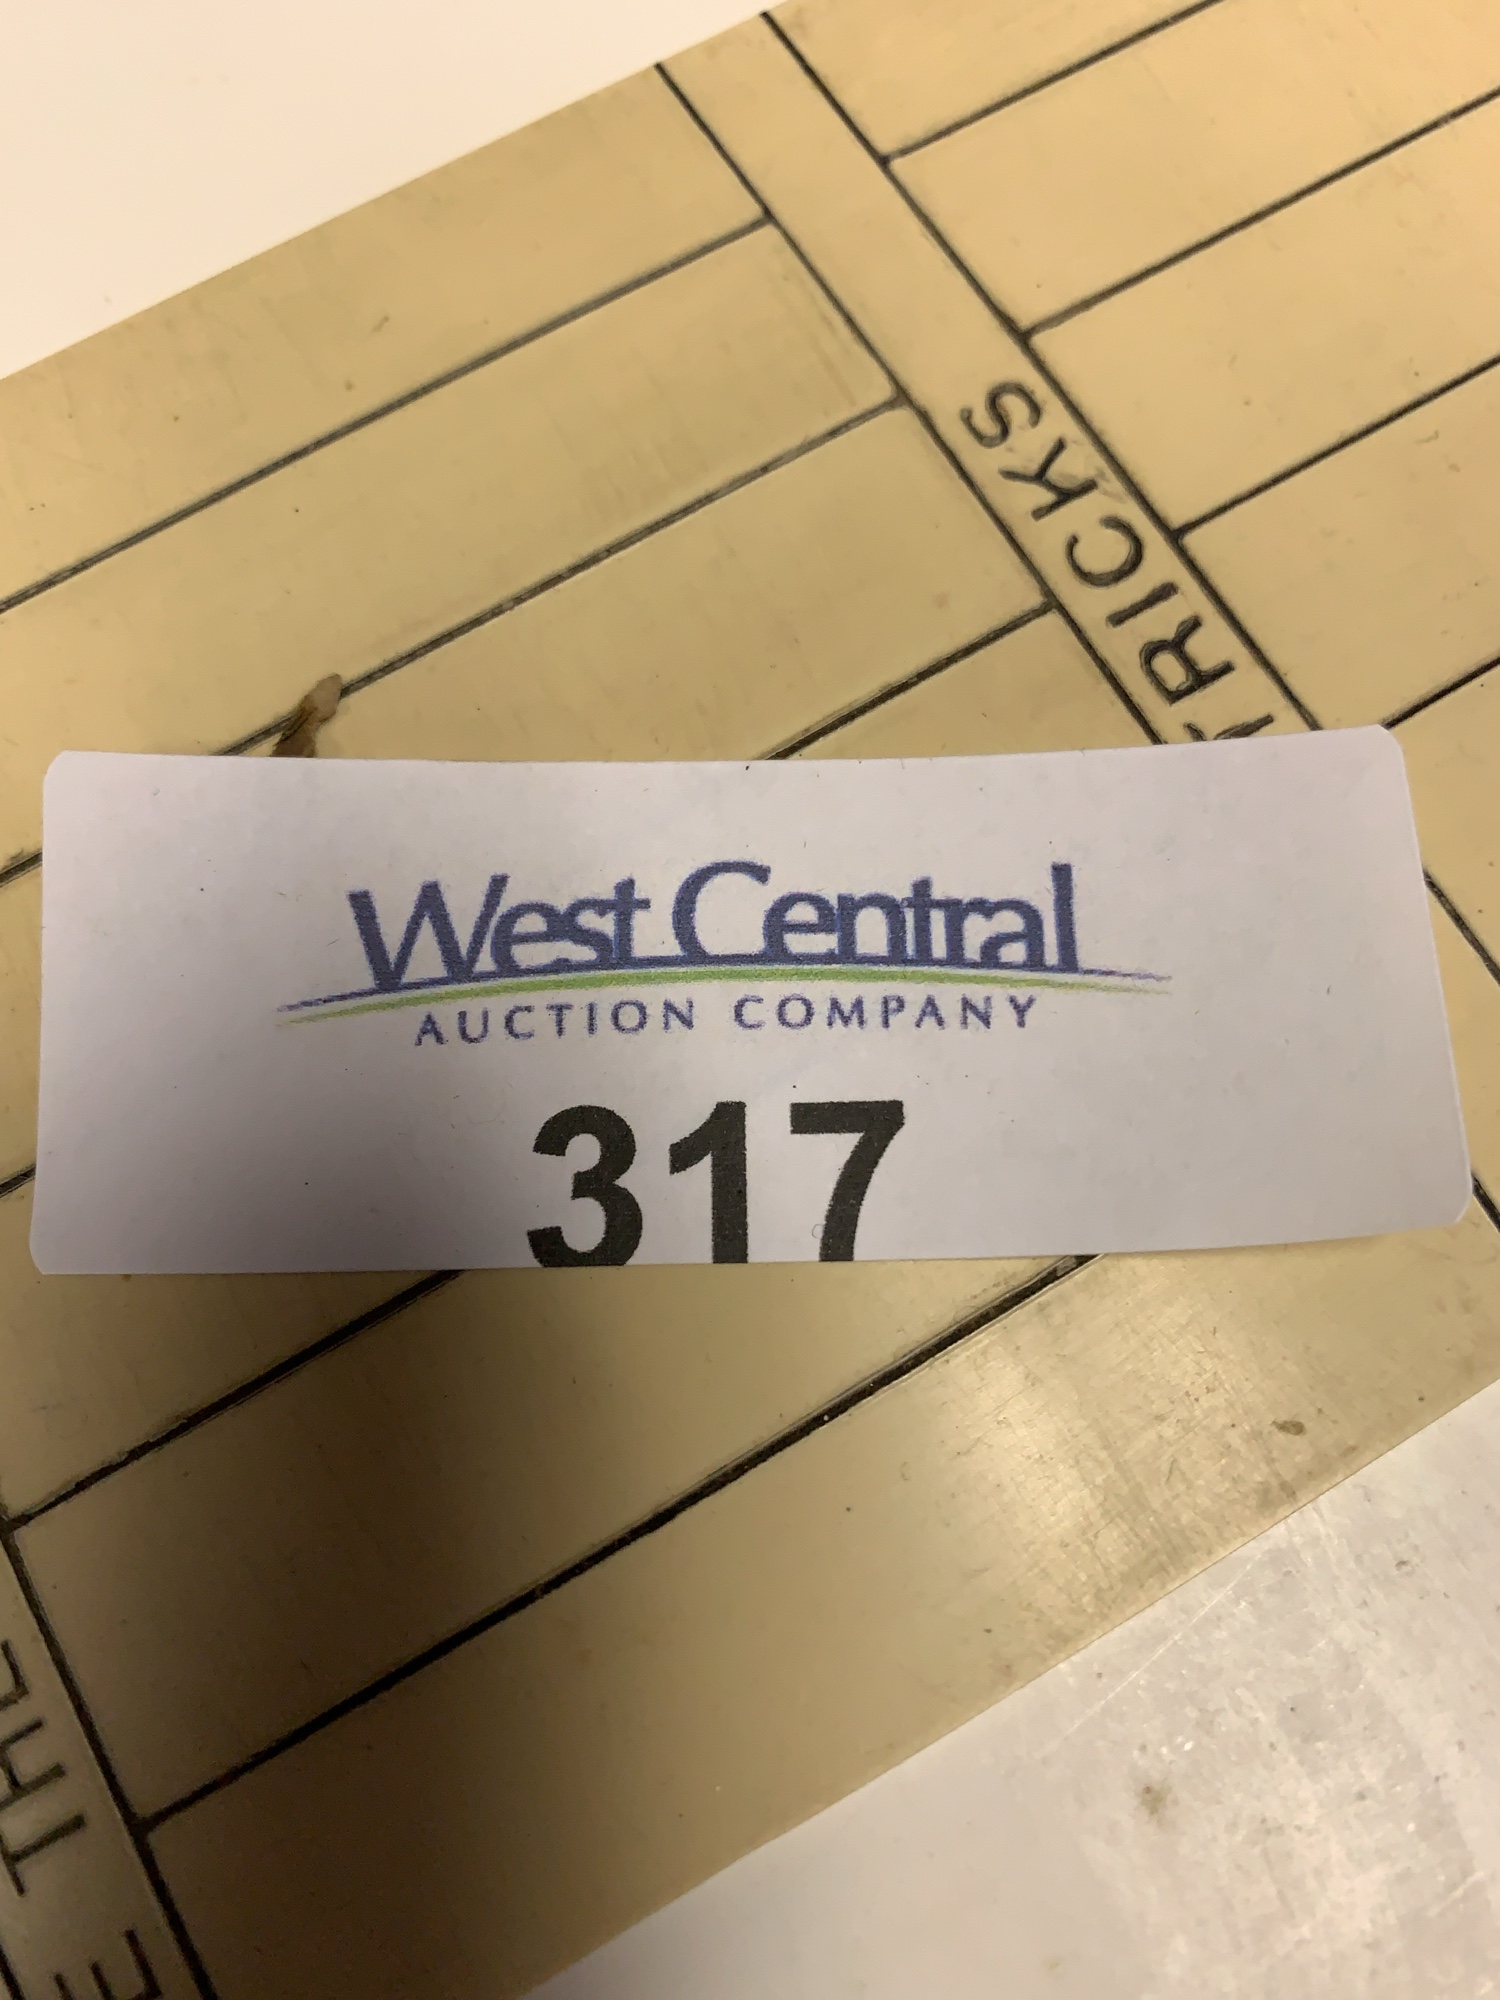 TRICKS
West Central
AUCTION COMPANY
317
THE